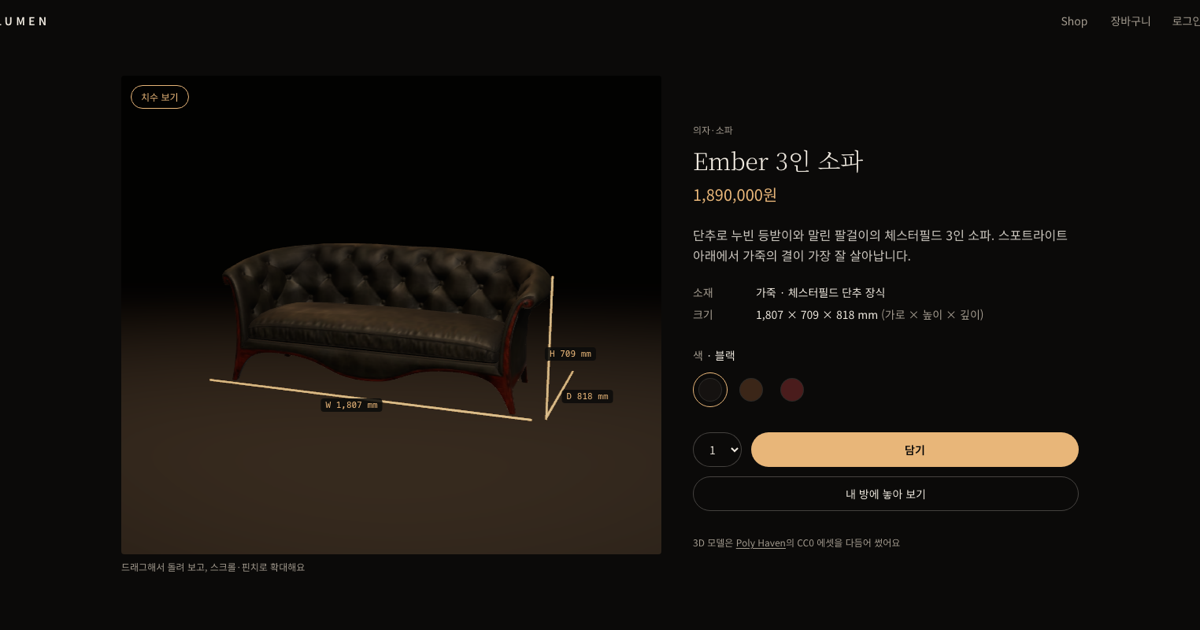 LUMEN
Shop 장바구니 로그인
치수 보기
H 709 mm
D 818 mm
W 1,807 mm
드래그해서 돌려 보고, 스크롤·핀치로 확대해요
의자·소파
Ember 3인 소파
1,890,000원
단추로 누빈 등받이와 말린 팔걸이의 체스터필드 3인 소파. 스포트라이트
아래에서 가죽의 결이 가장 잘 살아납니다.
소재 가죽 · 체스터필드 단추 장식
크기 1,807 × 709 × 818 mm (가로 × 높이 × 깊이)
색 · 블랙
1 담기
내 방에 놓아 보기
3D 모델은 Poly Haven의 CC0 에셋을 다듬어 썼어요